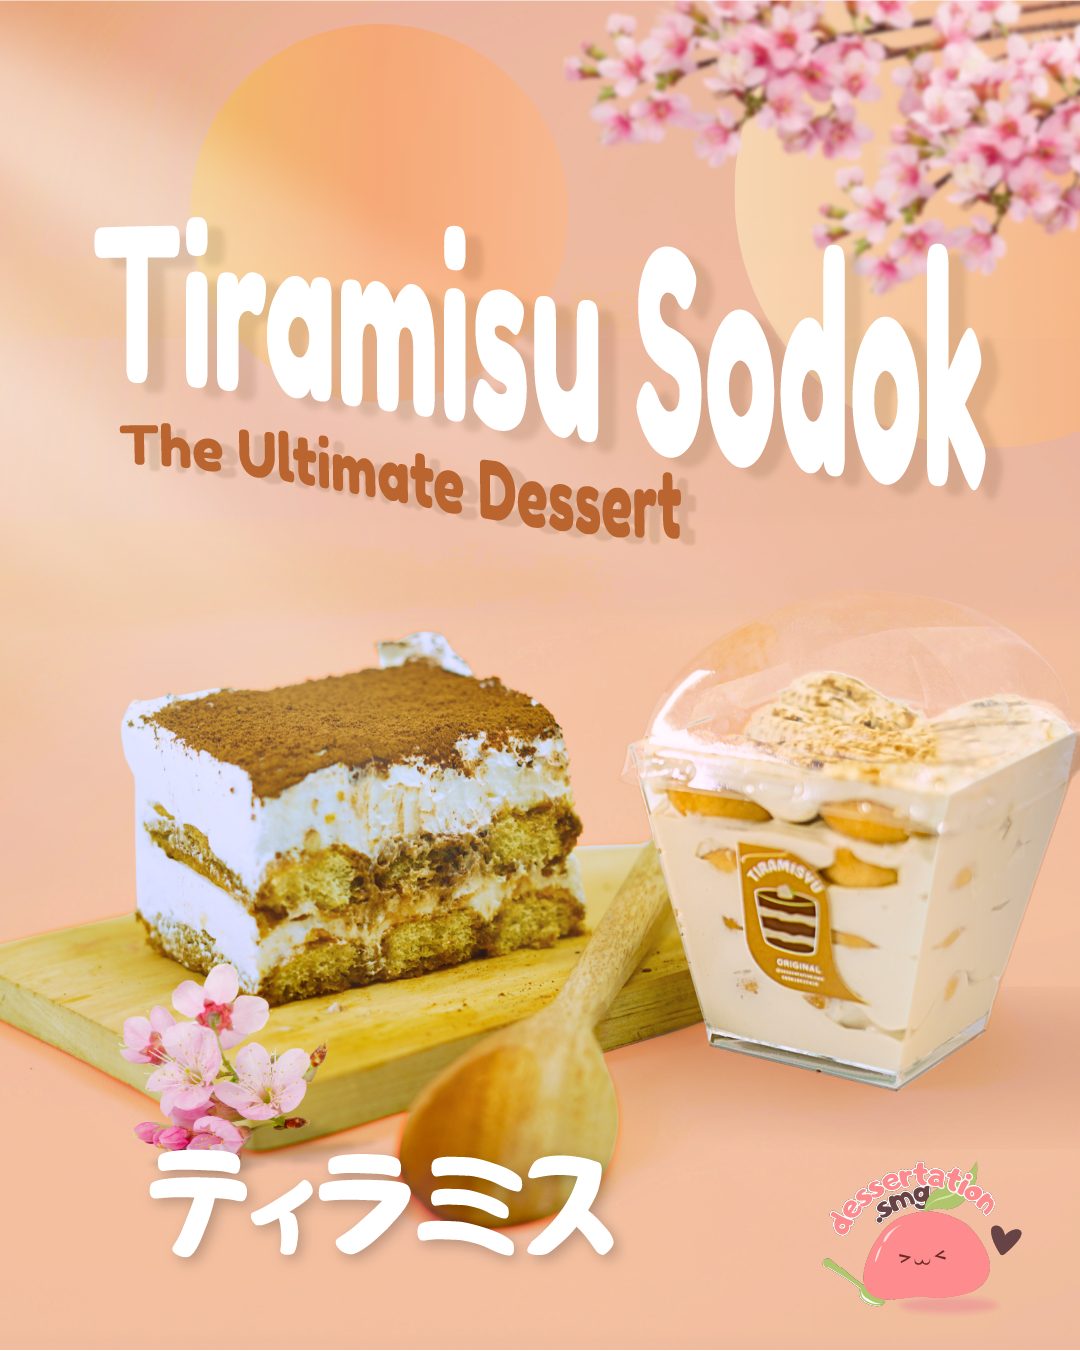 Tiramisu Sodok
The Ultimate Dessert
TIRAMISYU
ORIGINAL
ティラミス
dessertation
.smg